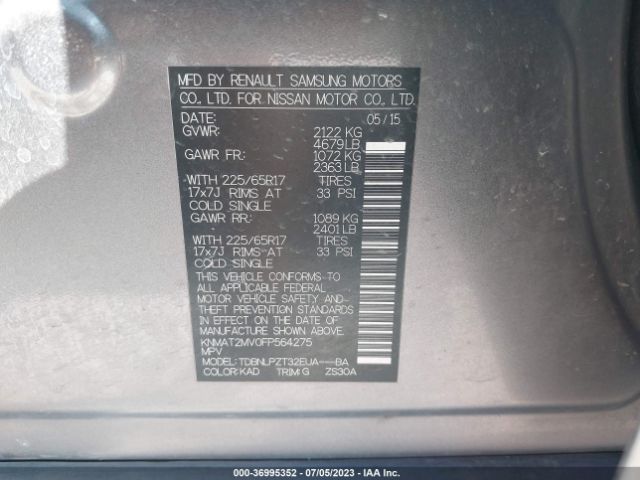 MFD BY RENAULT SAMSUNG MOTORS
CO., LTD. FOR NISSAN MOTOR CO., LTD.
DATE: 05/15
GVWR: 2122 KG
4679 LB
GAWR FR: 1072 KG
2363 LB
WITH 225/65R17 TIRES
17x7J RIMS AT 33 PSI
COLD SINGLE
GAWR RR: 1089 KG
2401 LB
WITH 225/65R17 TIRES
17x7J RIMS-AT 33 PSI
COLD SINGLE
THIS VEHICLE CONFORMS TO
ALL APPLICABLE FEDERAL
MOTOR VEHICLE SAFETY AND-
THEFT PREVENTION STANDARDS
IN EFFECT ON THE DATE OF
MANUFACTURE SHOWN ABOVE.
KNMAT2MV0FP564275
MPV
MODEL: TDBNLPZT32EUA----BA
COLOR: KAD TRIM: G ZS30A
000-36995352 - 07/05/2023 - IAA Inc.